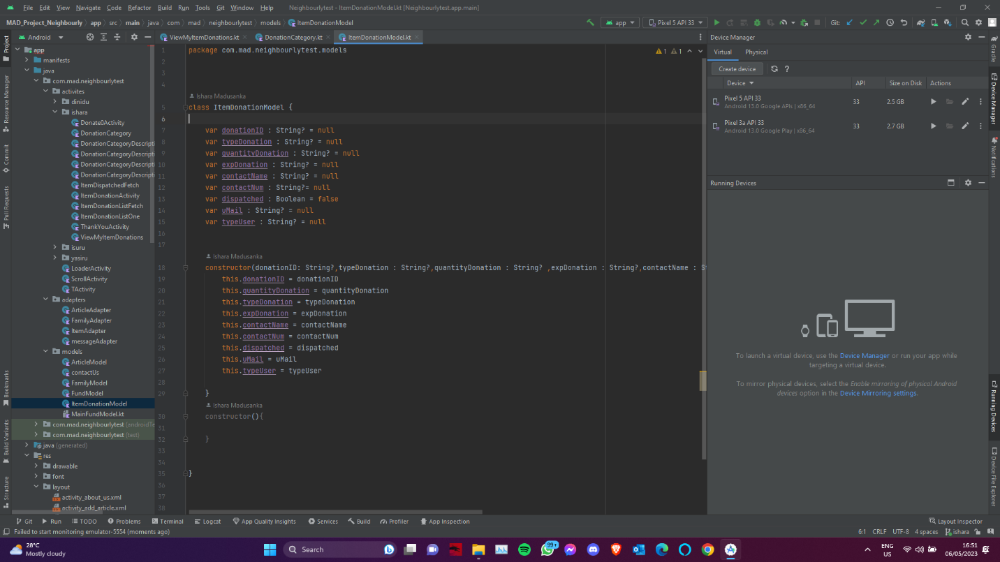 File Edit View Navigate Code Refactor Build Run Tools Git Window Help Neighbourlytest - ItemDonationModel.kt [Neighbourlytest.app.main]
MAD_Project_Neighbourly app src main java com mad neighbourlytest models ItemDonationModel app Pixel 5 API 33 Git:
Project
Android
ViewMyItemDonations.kt DonationCategory.kt ItemDonationModel.kt
app
manifests
java
com.mad.neighbourlytest
activites
dinidu
ishara
Donate0Activity
DonationCategory
DonationCategoryDescripti
DonationCategoryDescripti
DonationCategoryDescripti
DonationCategoryDescripti
ItemDispatchedFetch
ItemDonationActivity
ItemDonationListFetch
ItemDonationListOne
ThankYouActivity
ViewMyItemDonations
isuru
yasiru
LoaderActivity
ScrollActivity
TActivity
adapters
ArticleAdapter
FamilyAdapter
ItemAdapter
messageAdapter
models
ArticleModel
contactUs
FamilyModel
FundModel
ItemDonationModel
MainFundModel.kt
com.mad.neighbourlytest (androidTe
com.mad.neighbourlytest (test)
java (generated)
res
drawable
font
layout
activity_about_us.xml
activity_add_article.xml
Resource Manager
Commit
Pull Requests
Bookmarks
Build Variants
Structure
1 package com.mad.neighbourlytest.models
1 1
2
3
4
Ishara Madusanka
5 class ItemDonationModel {
6
7 var donationID : String? = null
8 var typeDonation : String? = null
9 var quantityDonation : String? = null
10 var expDonation : String? = null
11 var contactName : String? = null
12 var contactNum : String?= null
13 var dispatched : Boolean = false
14 var uMail : String? = null
15 var typeUser : String? = null
16
17
Ishara Madusanka
18 constructor(donationID: String?,typeDonation : String?,quantityDonation : String? ,expDonation : String?,contactName : St
19 this.donationID = donationID
20 this.quantityDonation = quantityDonation
21 this.typeDonation = typeDonation
22 this.expDonation = expDonation
23 this.contactName = contactName
24 this.contactNum = contactNum
25 this.dispatched = dispatched
26 this.uMail = uMail
27 this.typeUser = typeUser
28
29 }
Ishara Madusanka
30 constructor(){
31
32 }
33
34
35 }
36
37
38
Device Manager
Virtual Physical
Create device ?
Device API Size on Disk Actions
Pixel 5 API 33
Android 13.0 Google APIs | x86_64
33 2.5 GB
Pixel 3a API 33
Android 13.0 Google Play | x86_64
33 2.7 GB
Running Devices
To launch a virtual device, use the Device Manager or run your app while
targeting a virtual device.
To mirror physical devices, select the Enable mirroring of physical Android
devices option in the Device Mirroring settings.
Gradle
Device Manager
Notifications
Running Devices
Device File Explorer
Git Run TODO Problems Terminal Logcat App Quality Insights Services Build Profiler App Inspection Layout Inspector
Failed to start monitoring emulator-5554 (moments ago) 6:1 CRLF UTF-8 4 spaces ishara
28°C
Mostly cloudy
Search
99+
ENG
US
16:51
06/05/2023